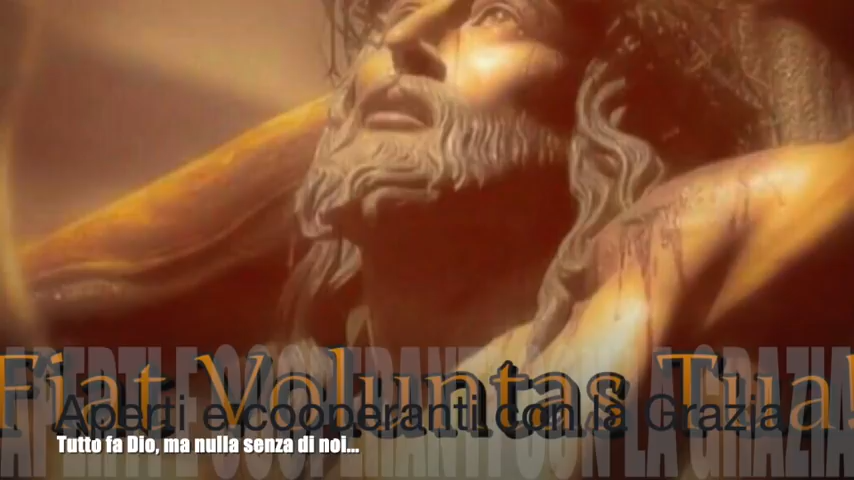 Fiat Voluntas Tua!
APERTI E COOPERANTI CON LA GRAZIA
Aperti e cooperanti con la Grazia
Tutto fa Dio, ma nulla senza di noi...